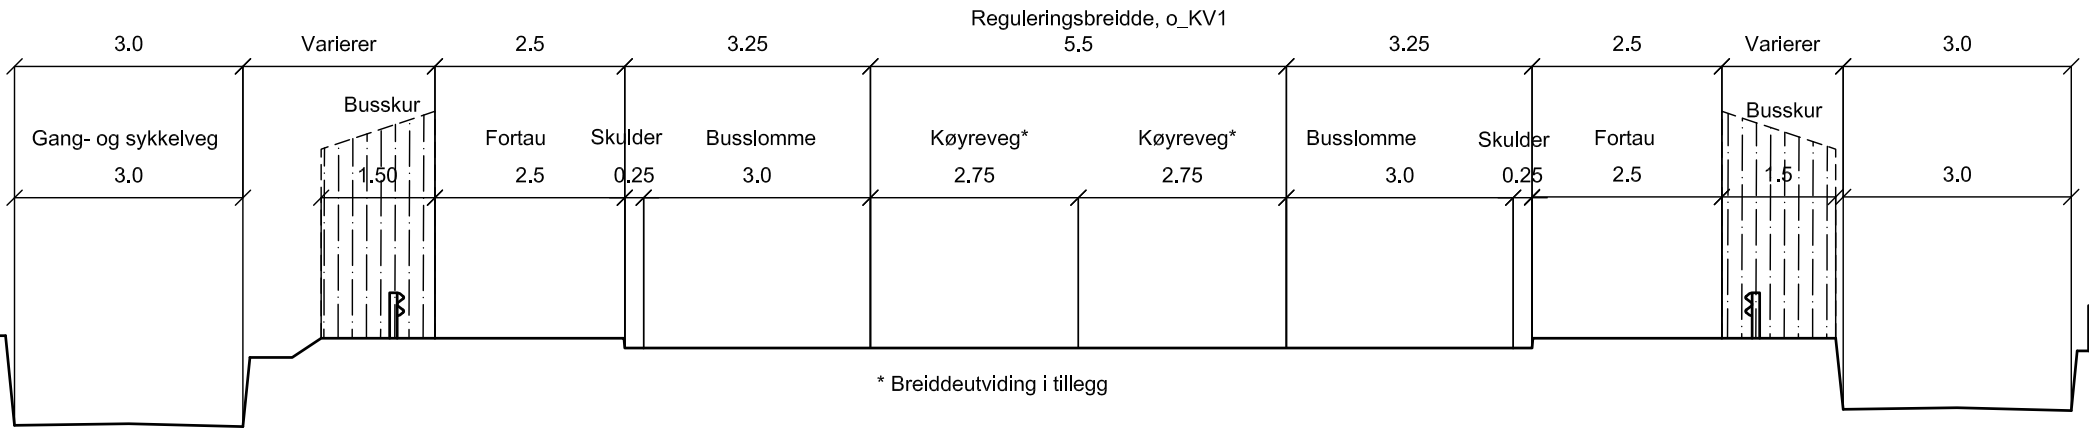 Reguleringsbreidde, o_KV1
3.0 Varierer 2.5 3.25 5.5 3.25 2.5 Varierer 3.0
Busskur Busskur
Gang- og sykkelveg Fortau Skulder Busslomme Køyreveg* Køyreveg* Busslomme Skulder Fortau
3.0 1.50 2.5 0.25 3.0 2.75 2.75 3.0 0.25 2.5 1.5 3.0
* Breiddeutviding i tillegg